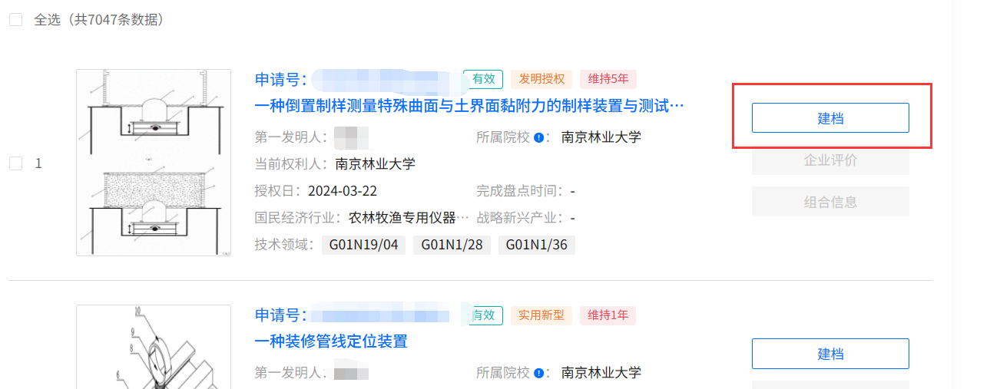 全选（共7047条数据）
申请号： 有效 发明授权 维持5年
一种倒置制样测量特殊曲面与土界面黏附力的制样装置与测试…
建档
第一发明人： 所属院校 ： 南京林业大学
企业评价
1 当前权利人： 南京林业大学
授权日： 2024-03-22 完成盘点时间： -
组合信息
国民经济行业： 农林牧渔专用仪器… 战略新兴产业： -
技术领域： G01N19/04 G01N1/28 G01N1/36
申请号： 有效 实用新型 维持1年
一种装修管线定位装置
建档
第一发明人： 所属院校 ： 南京林业大学
10
9
8
6